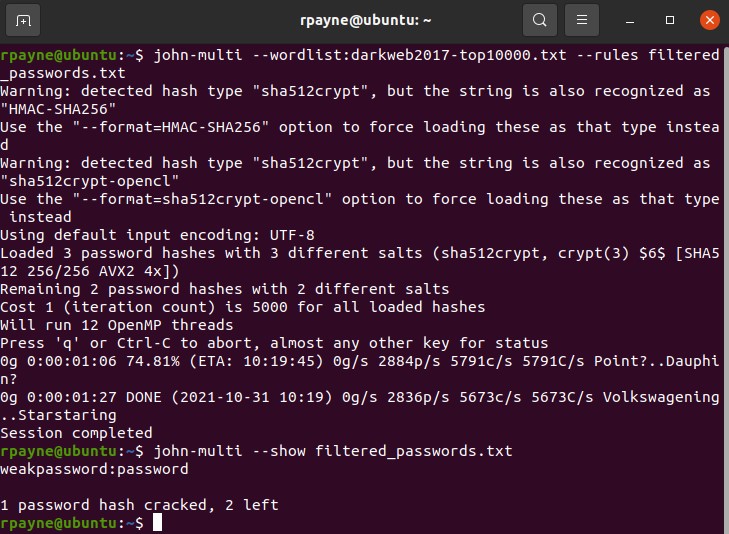 rpayne@ubuntu: ~
rpayne@ubuntu:~$ john-multi --wordlist:darkweb2017-top10000.txt --rules filtered
_passwords.txt
Warning: detected hash type "sha512crypt", but the string is also recognized as
"HMAC-SHA256"
Use the "--format=HMAC-SHA256" option to force loading these as that type instea
d
Warning: detected hash type "sha512crypt", but the string is also recognized as
"sha512crypt-opencl"
Use the "--format=sha512crypt-opencl" option to force loading these as that type
 instead
Using default input encoding: UTF-8
Loaded 3 password hashes with 3 different salts (sha512crypt, crypt(3) $6$ [SHA5
12 256/256 AVX2 4x])
Remaining 2 password hashes with 2 different salts
Cost 1 (iteration count) is 5000 for all loaded hashes
Will run 12 OpenMP threads
Press 'q' or Ctrl-C to abort, almost any other key for status
0g 0:00:01:06 74.81% (ETA: 10:19:45) 0g/s 2884p/s 5791c/s 5791C/s Point?..Dauphi
n?
0g 0:00:01:27 DONE (2021-10-31 10:19) 0g/s 2836p/s 5673c/s 5673C/s Volkswagening
..Starstaring
Session completed
rpayne@ubuntu:~$ john-multi --show filtered_passwords.txt
weakpassword:password

1 password hash cracked, 2 left
rpayne@ubuntu:~$